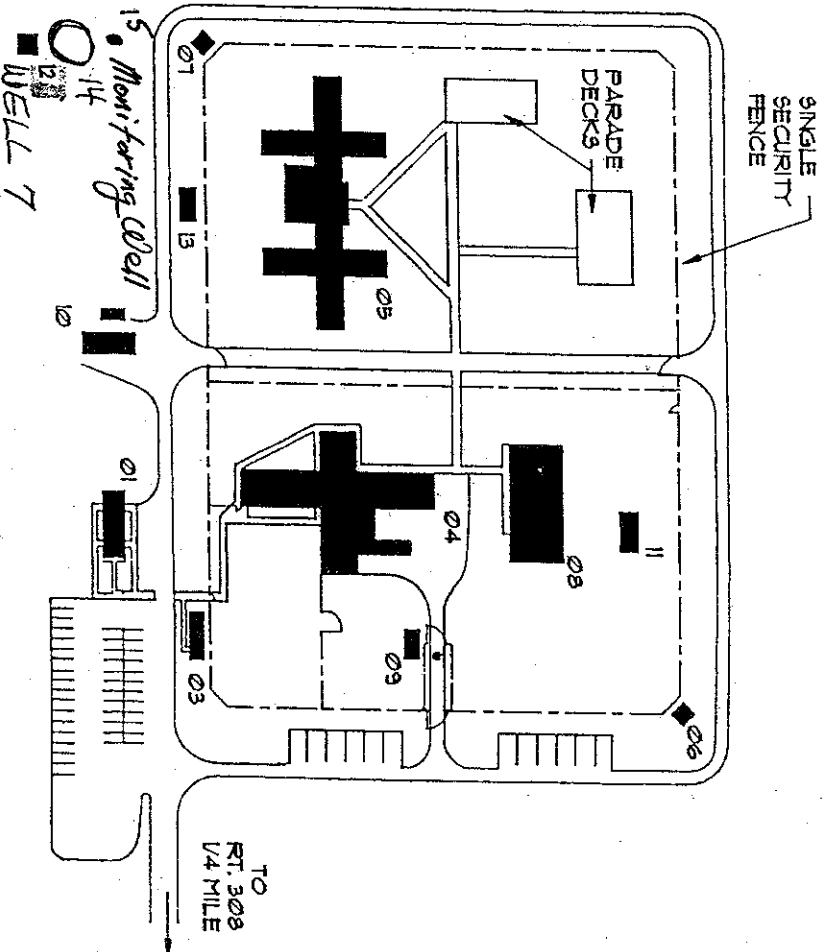 SINGLE
SECURITY
FENCE
PARADE
DECKS
07
13
05
15
Monitoring Well
14
12
WELL 7
10
01
04
08
11
03
09
06
TO
RT. 308
1/4 MILE